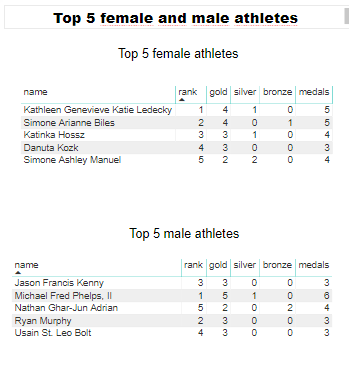 Top 5 female and male athletes
Top 5 female athletes
name rank gold silver bronze medals
Kathleen Genevieve Katie Ledecky 1 4 1 0 5
Simone Arianne Biles 2 4 0 1 5
Katinka Hossz 3 3 1 0 4
Danuta Kozk 4 3 0 0 3
Simone Ashley Manuel 5 2 2 0 4
Top 5 male athletes
name rank gold silver bronze medals
Jason Francis Kenny 3 3 0 0 3
Michael Fred Phelps, II 1 5 1 0 6
Nathan Ghar-Jun Adrian 5 2 0 2 4
Ryan Murphy 2 3 0 0 3
Usain St. Leo Bolt 4 3 0 0 3